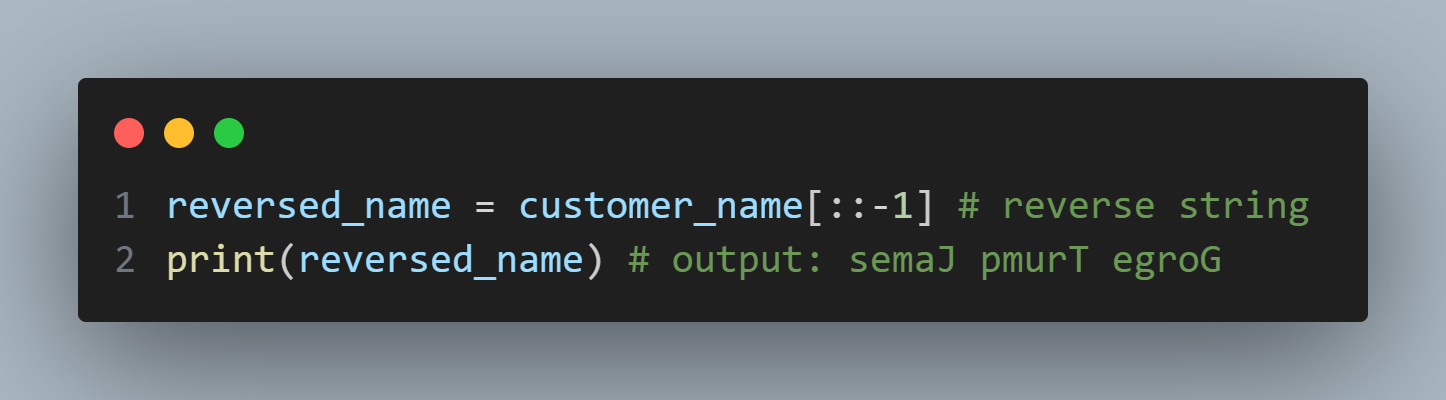 1 reversed_name = customer_name[::-1] # reverse string
2 print(reversed_name) # output: semaJ pmurT egroG